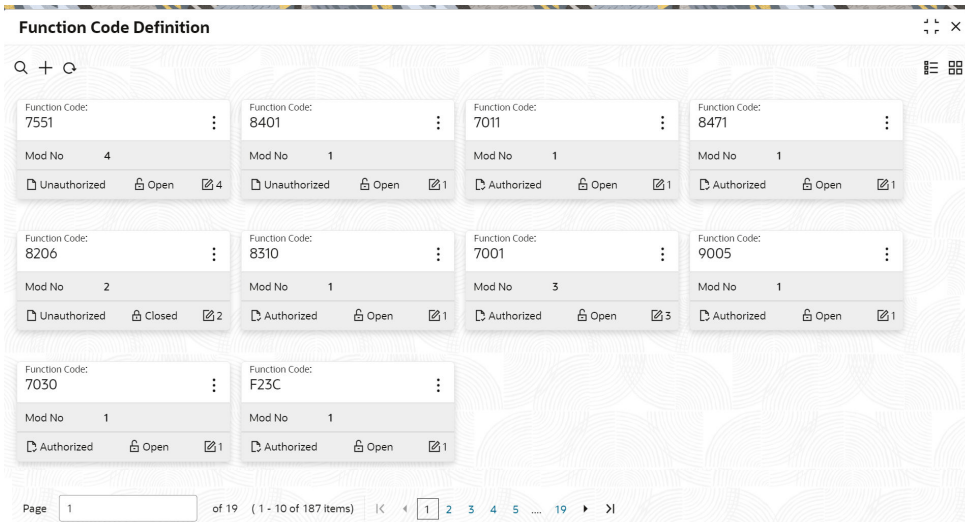 Function Code Definition
Function Code:
7551
Mod No 4
Unauthorized Open 4
Function Code:
8401
Mod No 1
Unauthorized Open 1
Function Code:
7011
Mod No 1
Authorized Open 1
Function Code:
8471
Mod No 1
Authorized Open 1
Function Code:
8206
Mod No 2
Unauthorized Closed 2
Function Code:
8310
Mod No 1
Authorized Open 1
Function Code:
7001
Mod No 3
Authorized Open 3
Function Code:
9005
Mod No 1
Authorized Open 1
Function Code:
7030
Mod No 1
Authorized Open 1
Function Code:
F23C
Mod No 1
Authorized Open 1
Page 1 of 19 (1 - 10 of 187 items) 1 2 3 4 5 .... 19